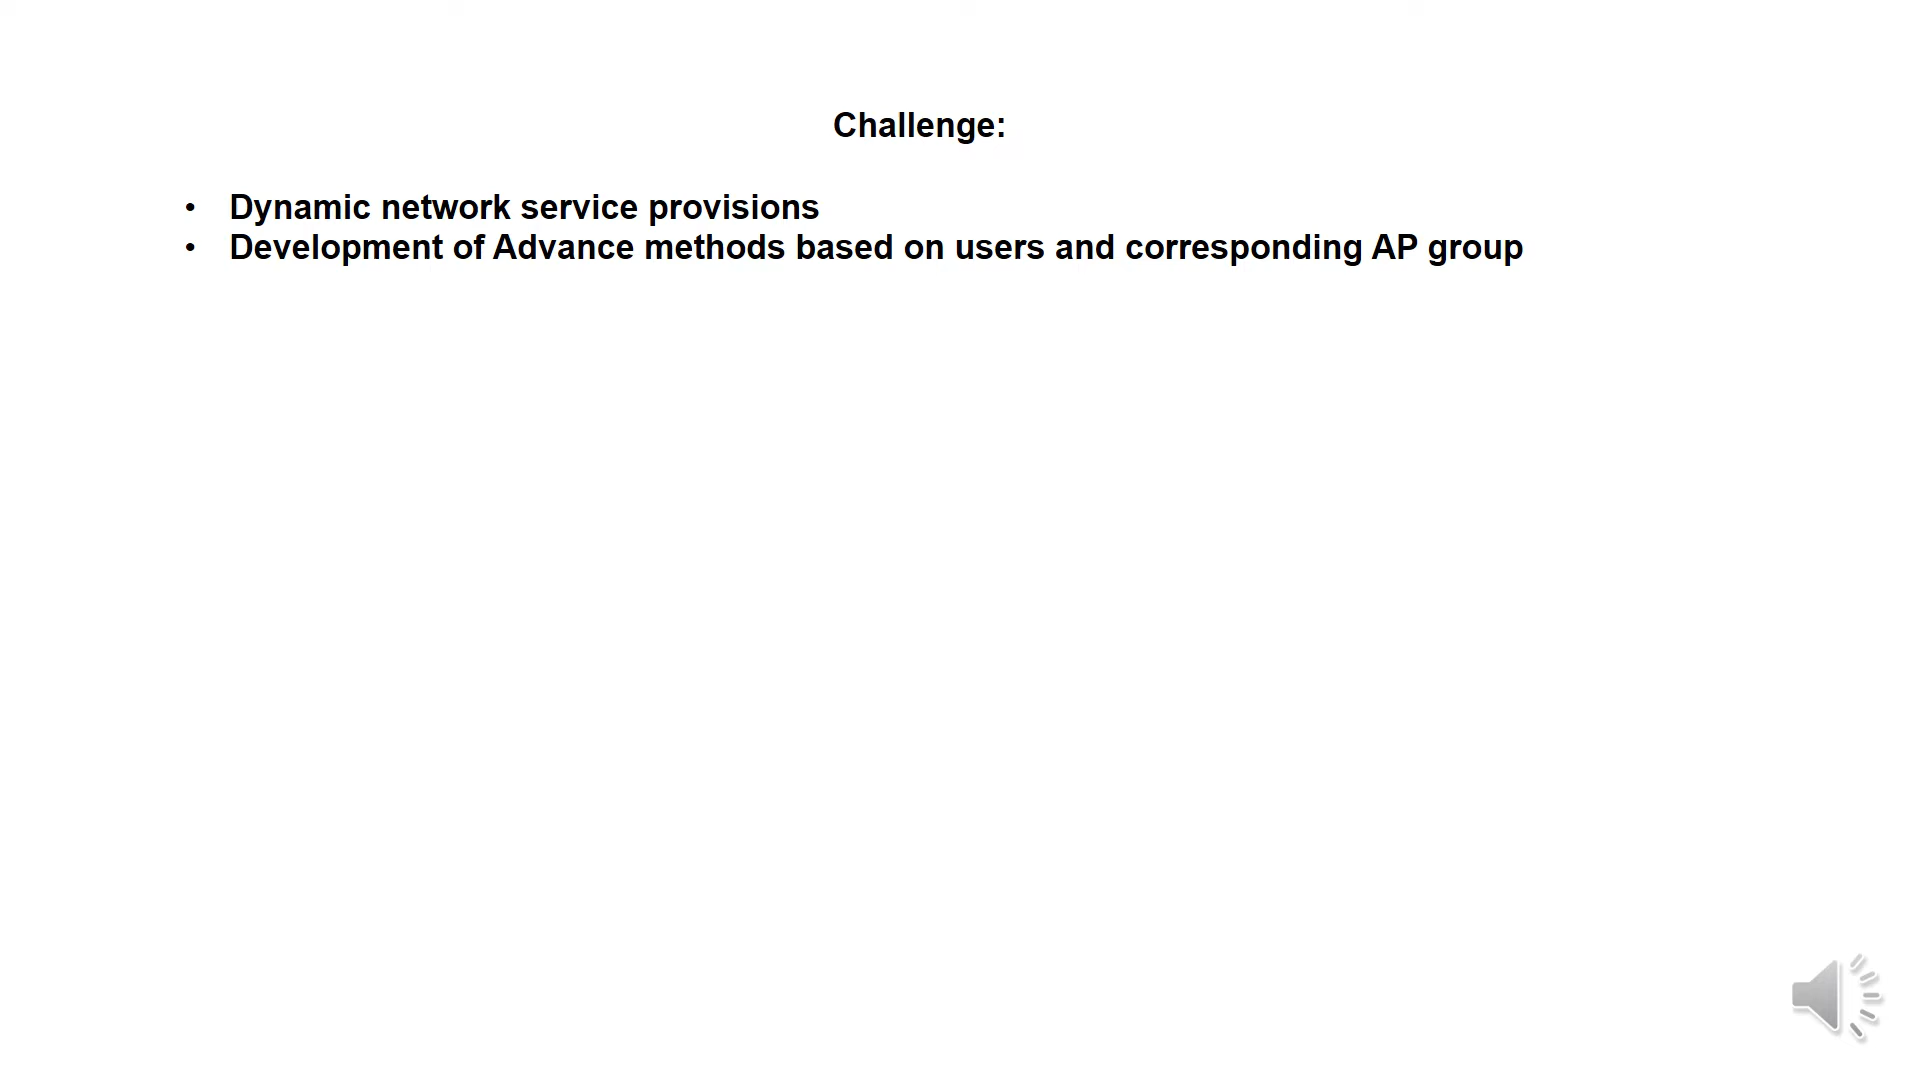 Challenge:
• Dynamic network service provisions
• Development of Advance methods based on users and corresponding AP group